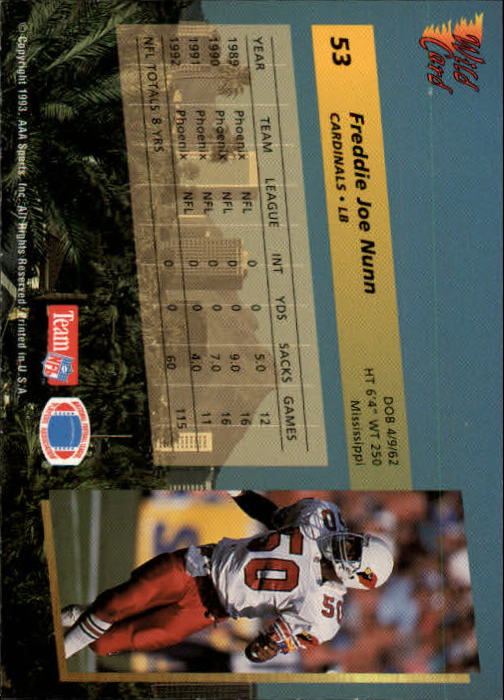 Wild Card
53 Freddie Joe Nunn
CARDINALS • LB
DOB 4/9/62
HT 6'4" WT 250
Mississippi
YEAR TEAM LEAGUE INT YDS SACKS GAMES
1989 Phoenix NFL 0 0 5.0 12
1990 Phoenix NFL 0 0 9.0 16
1991 Phoenix NFL 0 0 7.0 16
1992 Phoenix NFL 0 0 4.0 11
NFL TOTALS 8 YRS. 0 0 60 115
Team NFL
© Copyright 1993, AAA Sports, Inc. All Rights Reserved / Printed in U.S.A.
50
50
50